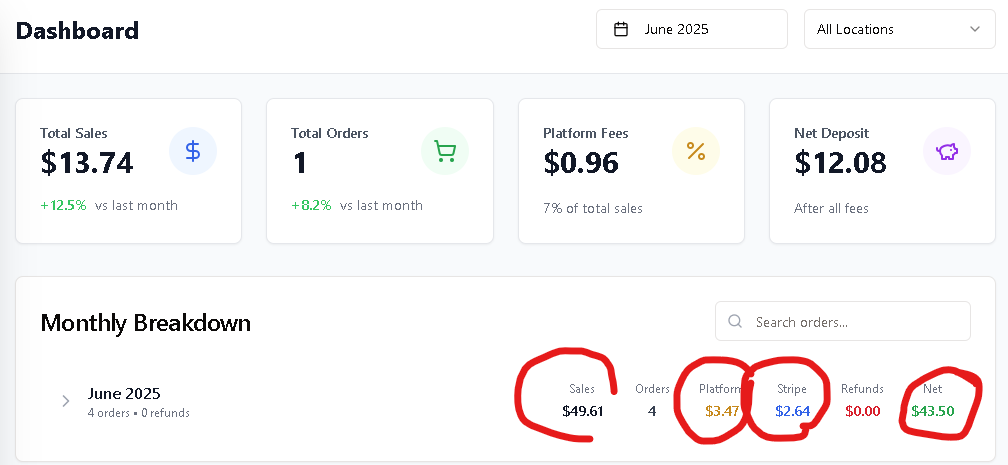 Dashboard
June 2025
All Locations
Total Sales
$13.74
+12.5% vs last month
Total Orders
1
+8.2% vs last month
Platform Fees
$0.96
7% of total sales
Net Deposit
$12.08
After all fees
Monthly Breakdown
Search orders...
June 2025
4 orders • 0 refunds
Sales
$49.61
Orders
4
Platform
$3.47
Stripe
$2.64
Refunds
$0.00
Net
$43.50